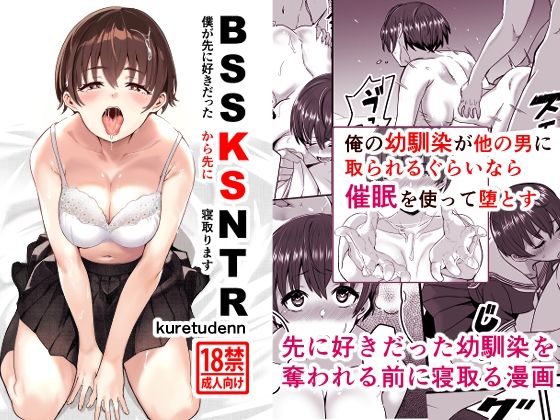 BSS KS NTR
僕が先に好きだった から先に 寝取ります
kuretudenn
18禁
成人向け
俺の幼馴染が他の男に
取られるぐらいなら
催眠を使って堕とす
先に好きだった幼馴染を
奪われる前に寝取る漫画